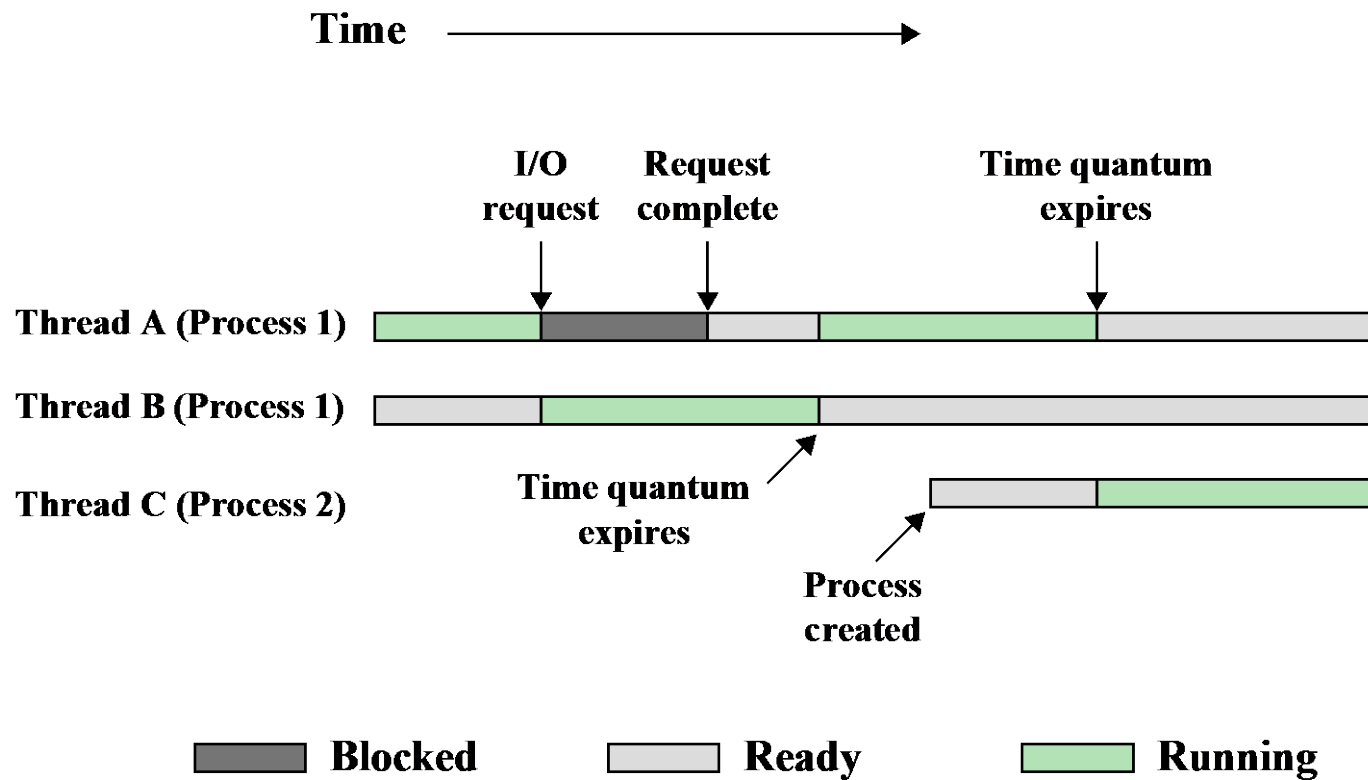 Time
I/O
request
Request
complete
Time quantum
expires
Thread A (Process 1)
Thread B (Process 1)
Thread C (Process 2)
Time quantum
expires
Process
created
Blocked
Ready
Running